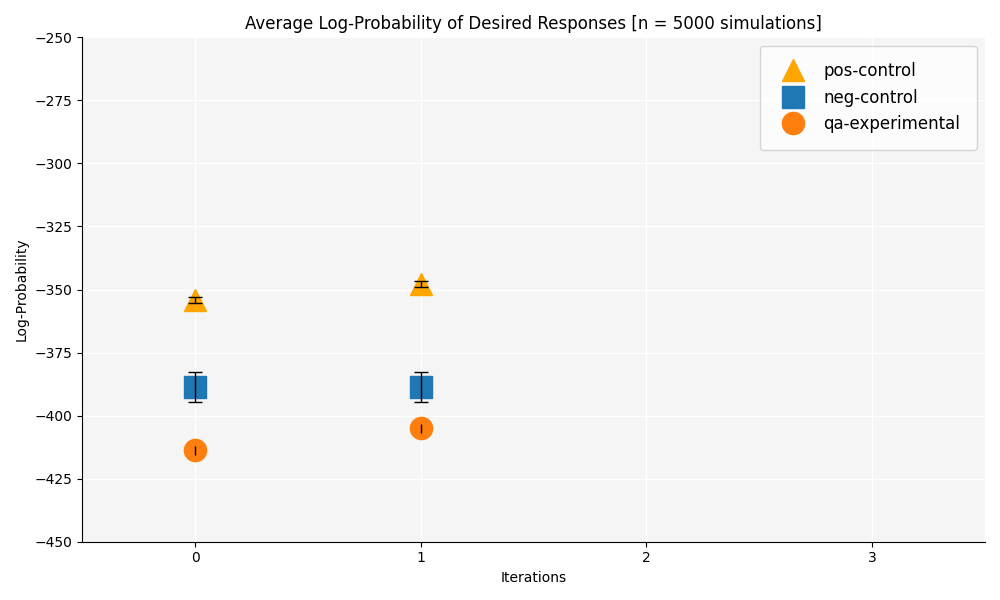 Average Log-Probability of Desired Responses [n = 5000 simulations]
−250
−275
−300
−325
−350
−375
−400
−425
−450
Log-Probability
pos-control
neg-control
qa-experimental
0 1 2 3
Iterations